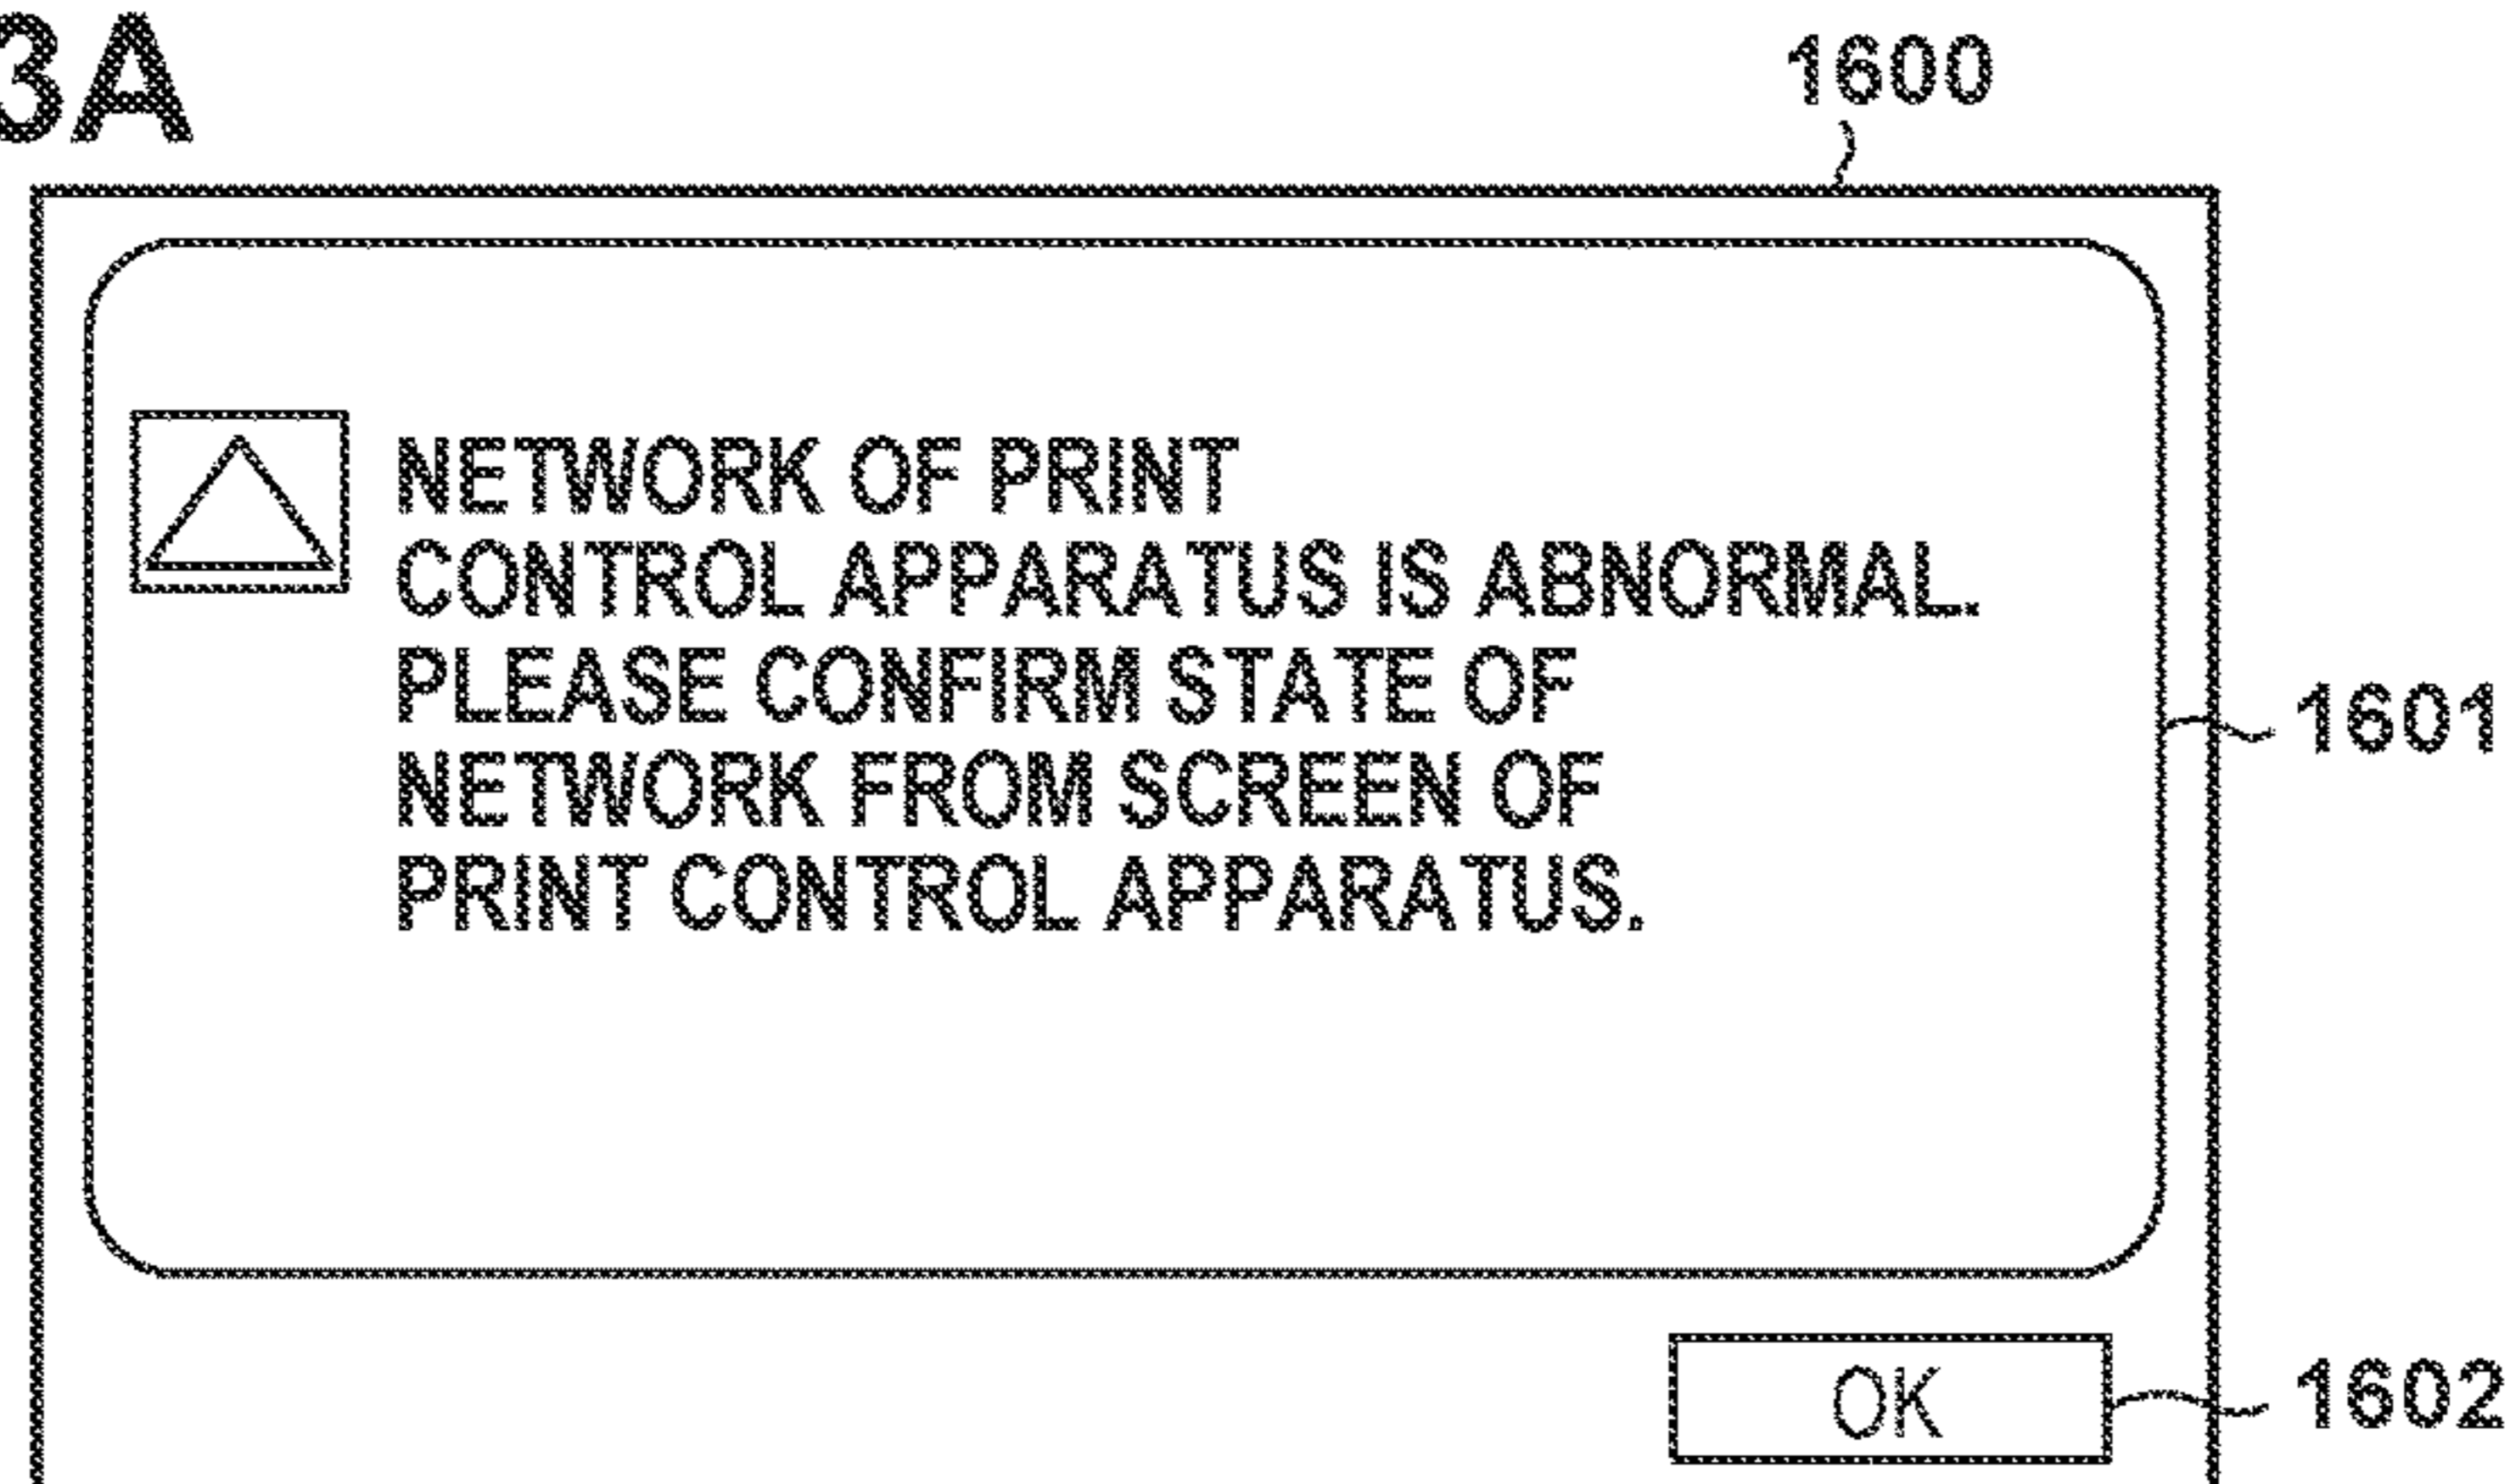 3A
1600
NETWORK OF PRINT
CONTROL APPARATUS IS ABNORMAL.
PLEASE CONFIRM STATE OF
NETWORK FROM SCREEN OF
PRINT CONTROL APPARATUS.
1601
OK
1602